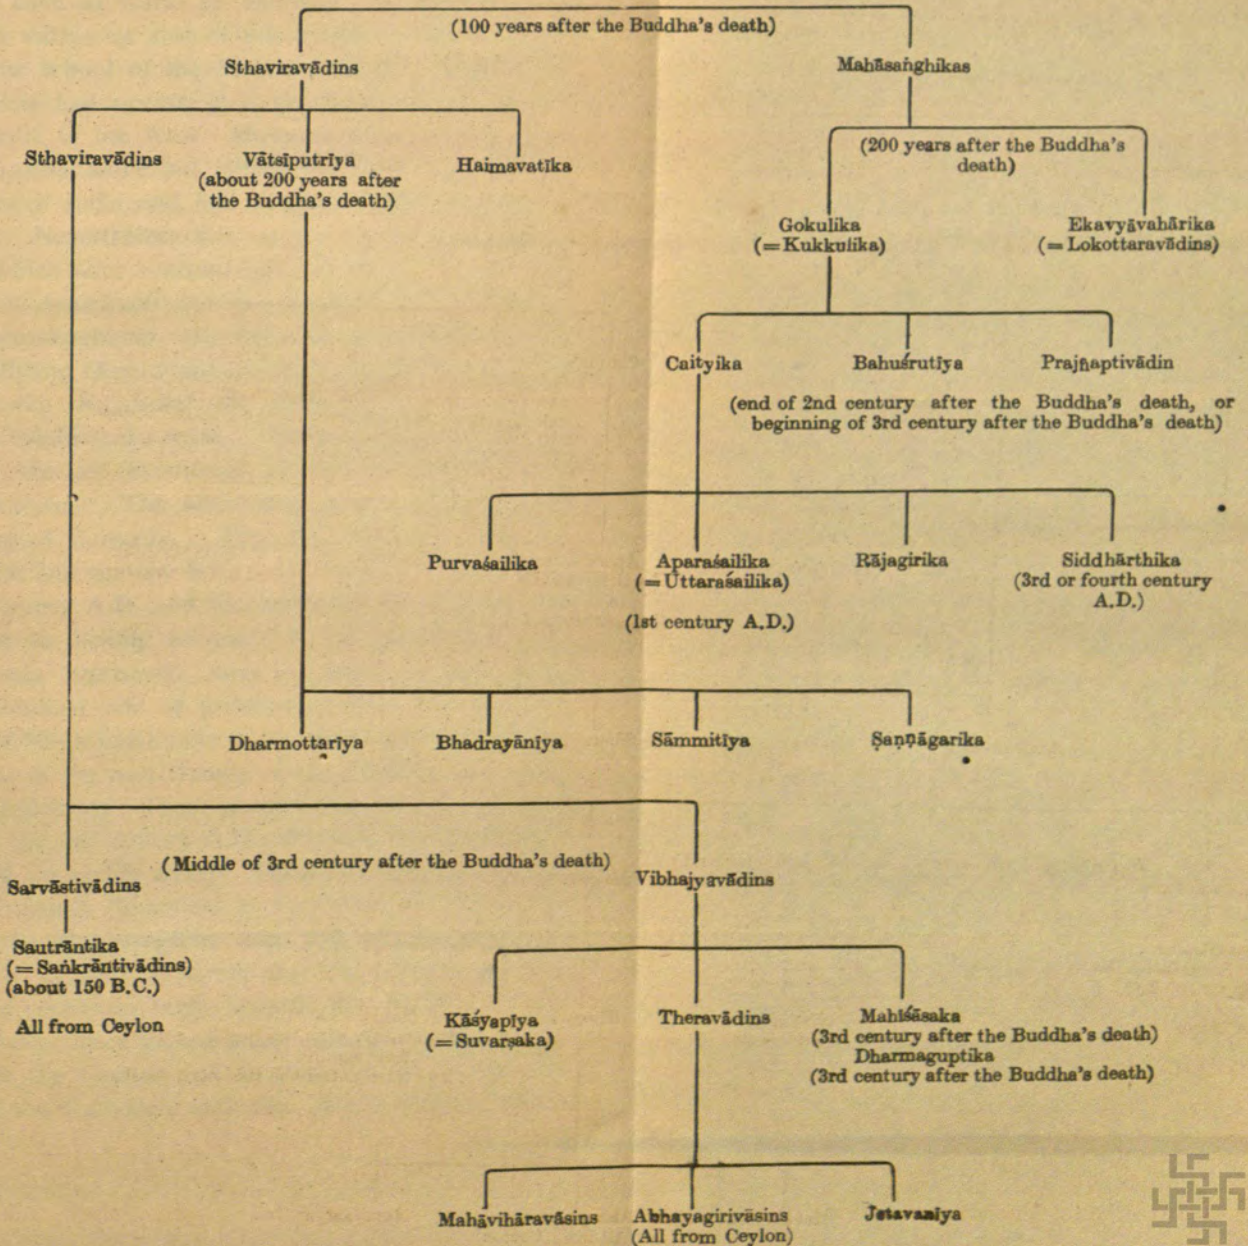 (100 years after the Buddha's death)
Sthaviravādins
Mahāsaṅghikas
Sthaviravādins
Vātsīputrīya
(about 200 years after
the Buddha's death)
Haimavatīka
(200 years after the Buddha's
death)
Gokulika
(=Kukkulika)
Ekavyāvahārika
(= Lokottaravādins)
Caityika
Bahuśrutīya
Prajñaptivādin
(end of 2nd century after the Buddha's death, or
beginning of 3rd century after the Buddha's death)
Purvaśailika
Aparaśailika
(= Uttaraśailika)
(1st century A.D.)
Rājagirika
Siddhārthika
(3rd or fourth century
A.D.)
Dharmottarīya
Bhadrayānīya
Sāmmitīya
Ṣaṇṇāgarika
(Middle of 3rd century after the Buddha's death)
Sarvāstivādins
Vibhajyavādins
Sautrāntika
(=Saṅkrāntivādins)
(about 150 B.C.)
All from Ceylon
Kāśyapīya
(= Suvarṣaka)
Theravādins
Mahīśāsaka
(3rd century after the Buddha's death)
Dharmaguptika
(3rd century after the Buddha's death)
Mahāvihāravāsins
Abhayagirivāsins
(All from Ceylon)
Jetavanīya